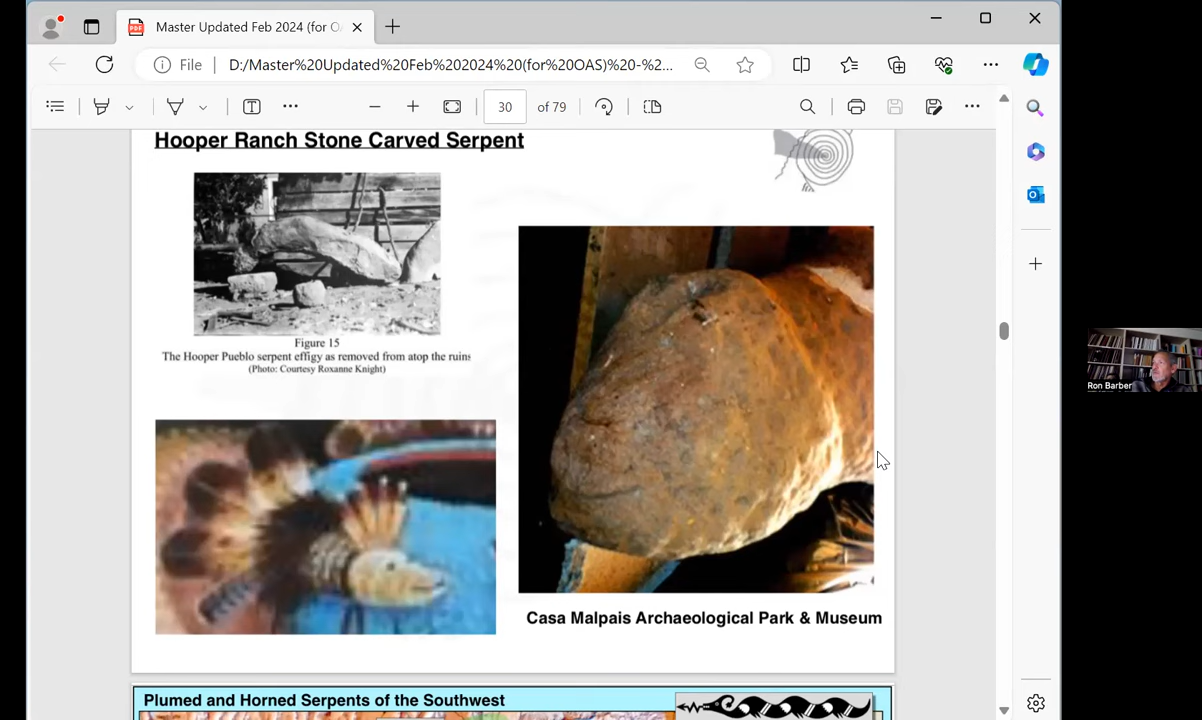 Master Updated Feb 2024 (for O
File
D:/Master%20Updated%20Feb%202024%20(for%20OAS)%20-%2...
30 of 79
Hooper Ranch Stone Carved Serpent
Figure 15
The Hooper Pueblo serpent effigy as removed from atop the ruins
(Photo: Courtesy Roxanne Knight)
Casa Malpais Archaeological Park & Museum
Ron Barber
Plumed and Horned Serpents of the Southwest